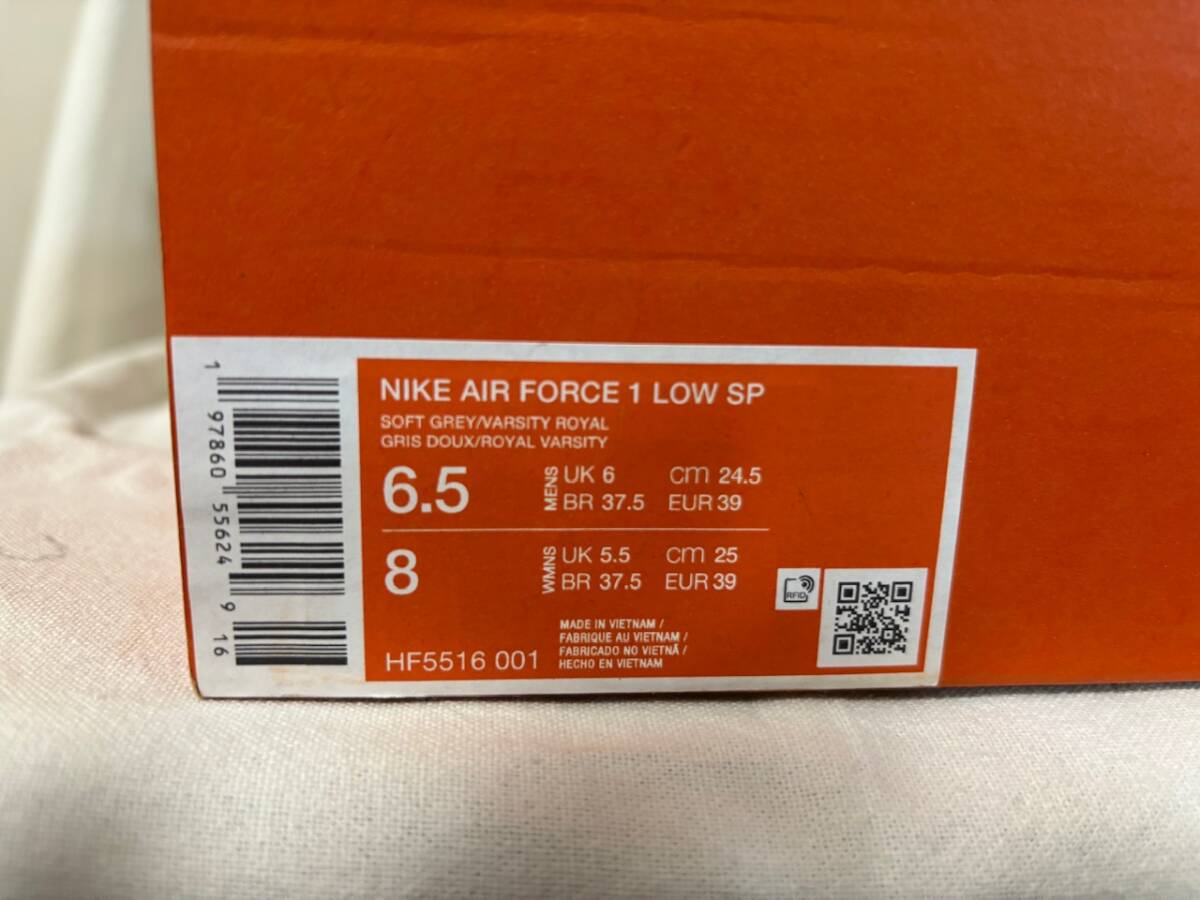 1 97860 55624 9 16
NIKE AIR FORCE 1 LOW SP
SOFT GREY/VARSITY ROYAL
GRIS DOUX/ROYAL VARSITY
6.5 MENS UK 6 cm 24.5
BR 37.5 EUR 39
8 WMNS UK 5.5 cm 25
BR 37.5 EUR 39
HF5516 001
MADE IN VIETNAM /
FABRIQUE AU VIETNAM /
FABRICADO NO VIETNÃ /
HECHO EN VIETNAM
RFID